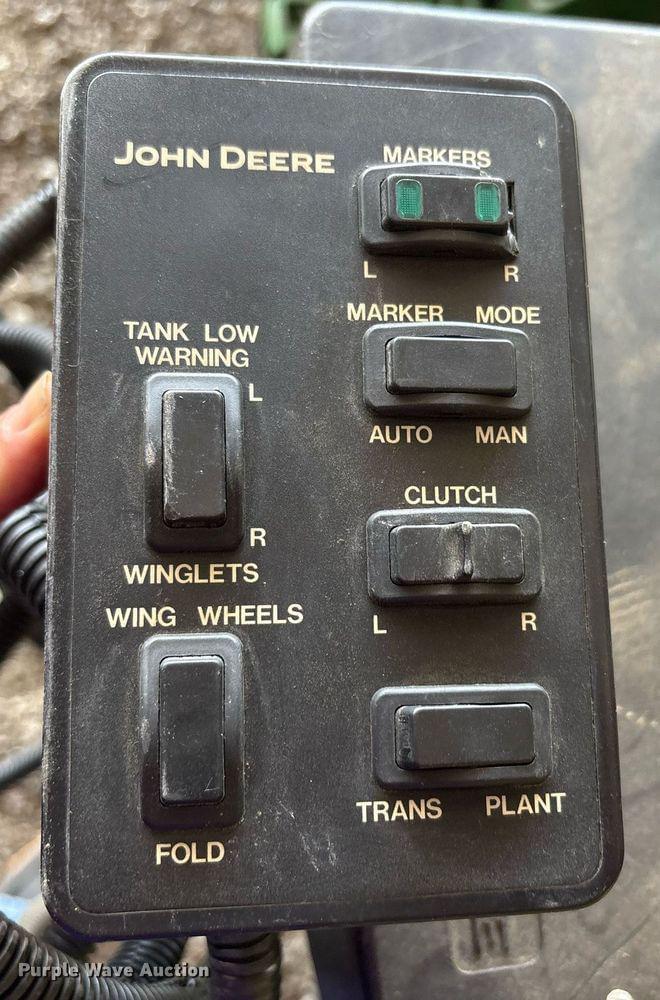 JOHN DEERE
MARKERS
L R
MARKER MODE
AUTO MAN
TANK LOW
WARNING
L
R
WINGLETS
CLUTCH
L R
WING WHEELS
FOLD
TRANS PLANT
Purple Wave Auction